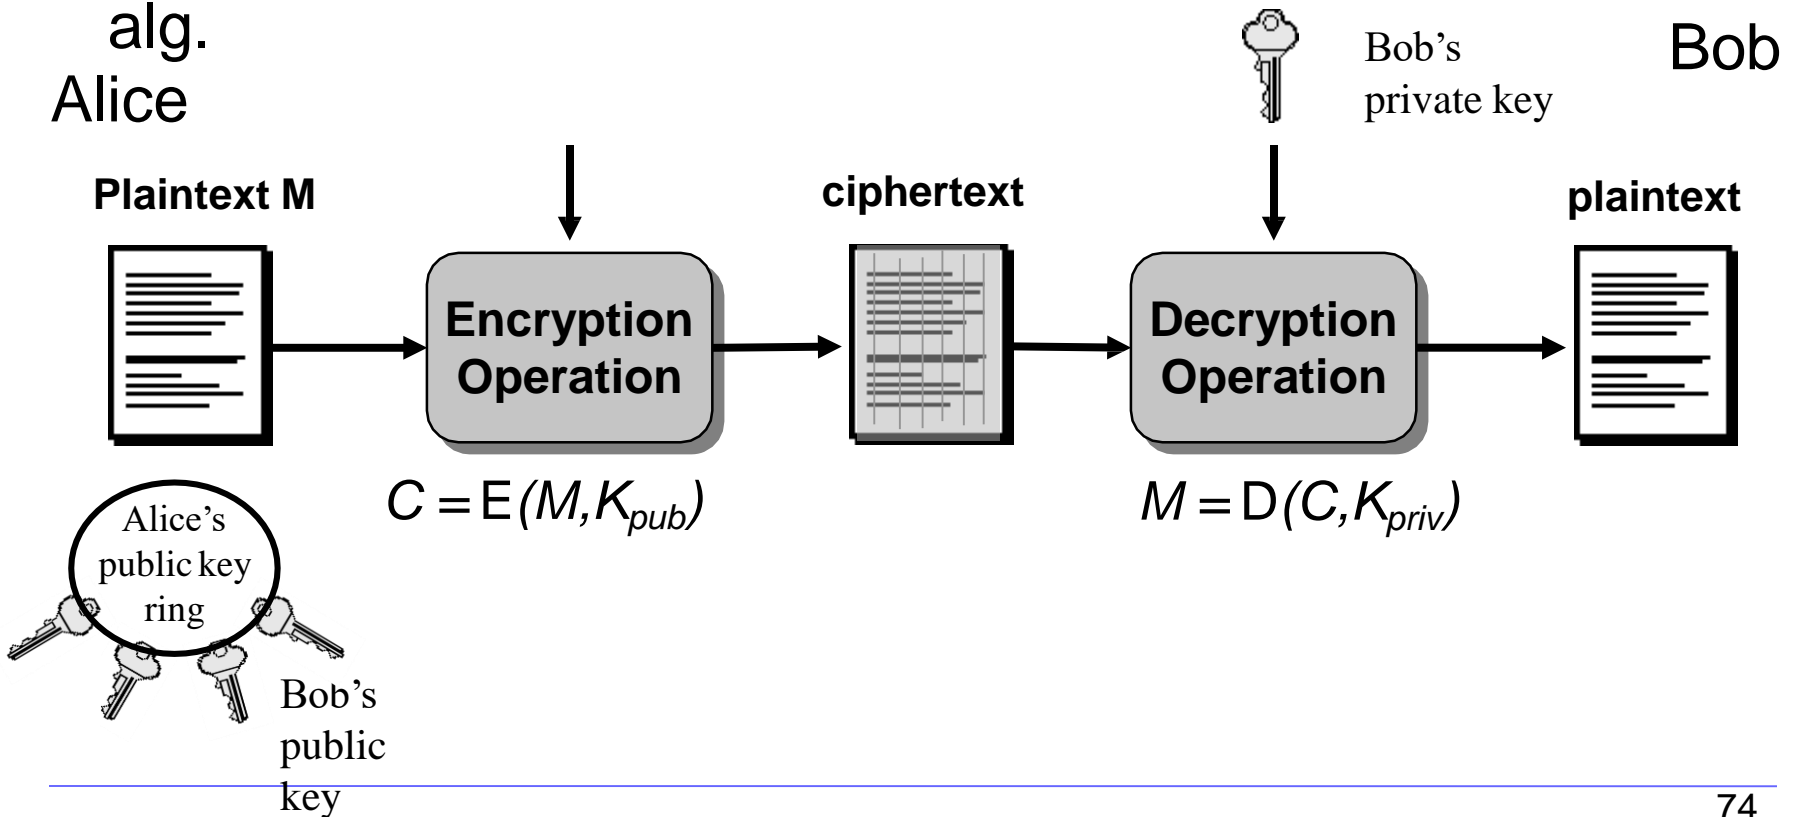 alg.
Alice
Bob's
private key
Bob
Plaintext M
ciphertext
plaintext
Encryption
Operation
Decryption
Operation
C = E(M,Kpub)
M = D(C,Kpriv)
Alice's
public key
ring
Bob's
public
key
74